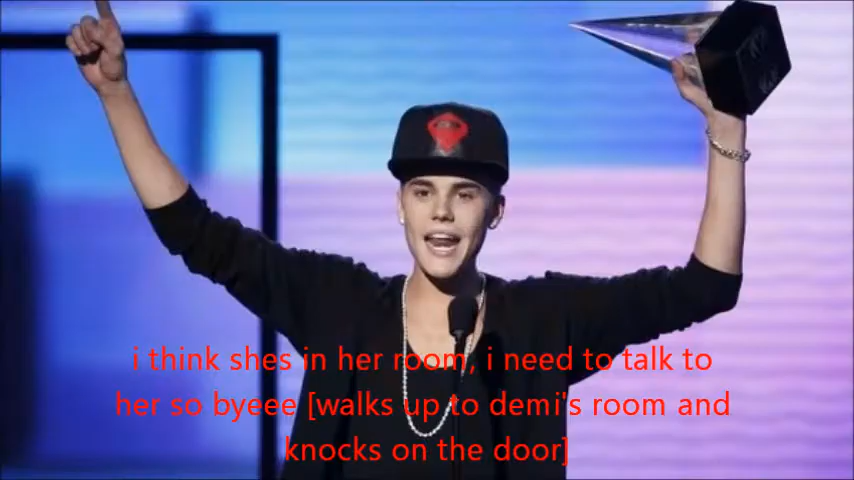 i think shes in her room, i need to talk to
her so byeee [walks up to demi's room and
knocks on the door]